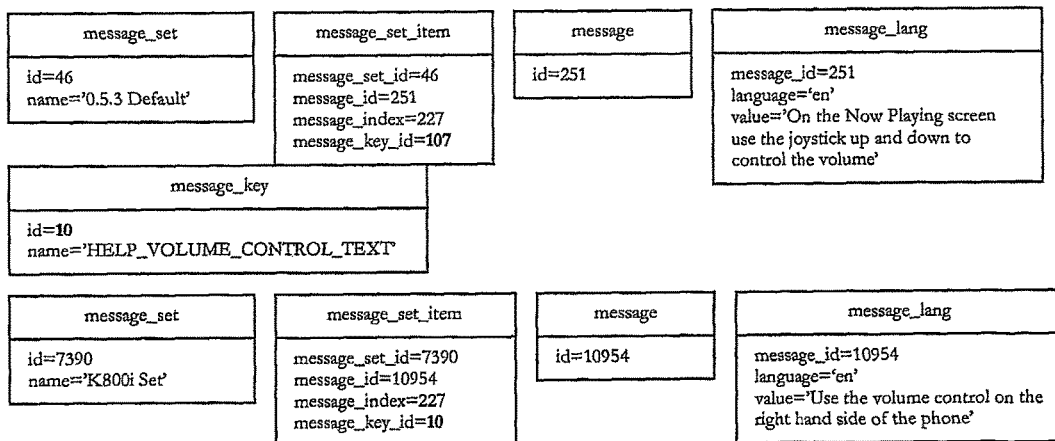 message_set
id=46
name='0.5.3 Default'
message_set_item
message_set_id=46
message_id=251
message_index=227
message_key_id=107
message
id=251
message_lang
message_id=251
language='en'
value='On the Now Playing screen
use the joystick up and down to
control the volume'
message_key
id=10
name='HELP_VOLUME_CONTROL_TEXT'
message_set
id=7390
name='K800i Set'
message_set_item
message_set_id=7390
message_id=10954
message_index=227
message_key_id=10
message
id=10954
message_lang
message_id=10954
language='en'
value='Use the volume control on the
right hand side of the phone'